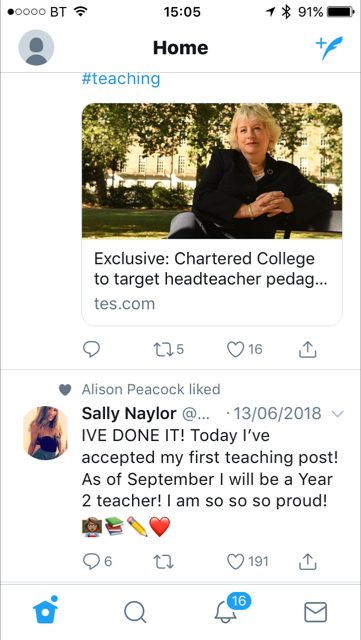 BT 15:05 91%
Home
#teaching
Exclusive: Chartered College
to target headteacher pedag...
tes.com
5 16
Alison Peacock liked
Sally Naylor @... · 13/06/2018
IVE DONE IT! Today I've
accepted my first teaching post!
As of September I will be a Year
2 teacher! I am so so so proud!
6 191
16